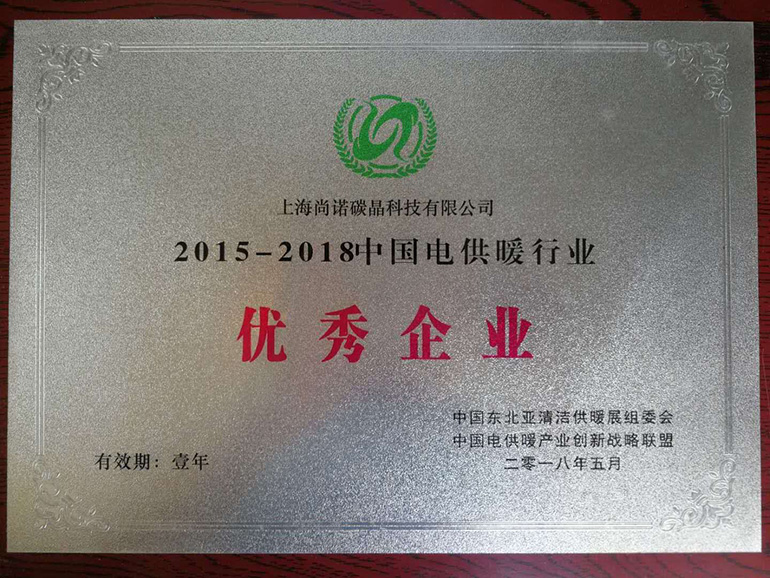 上海尚诺碳晶科技有限公司
2015-2018中国电供暖行业
优秀企业
中国东北亚清洁供暖展组委会
中国电供暖产业创新战略联盟
有效期：壹年
二零一八年五月